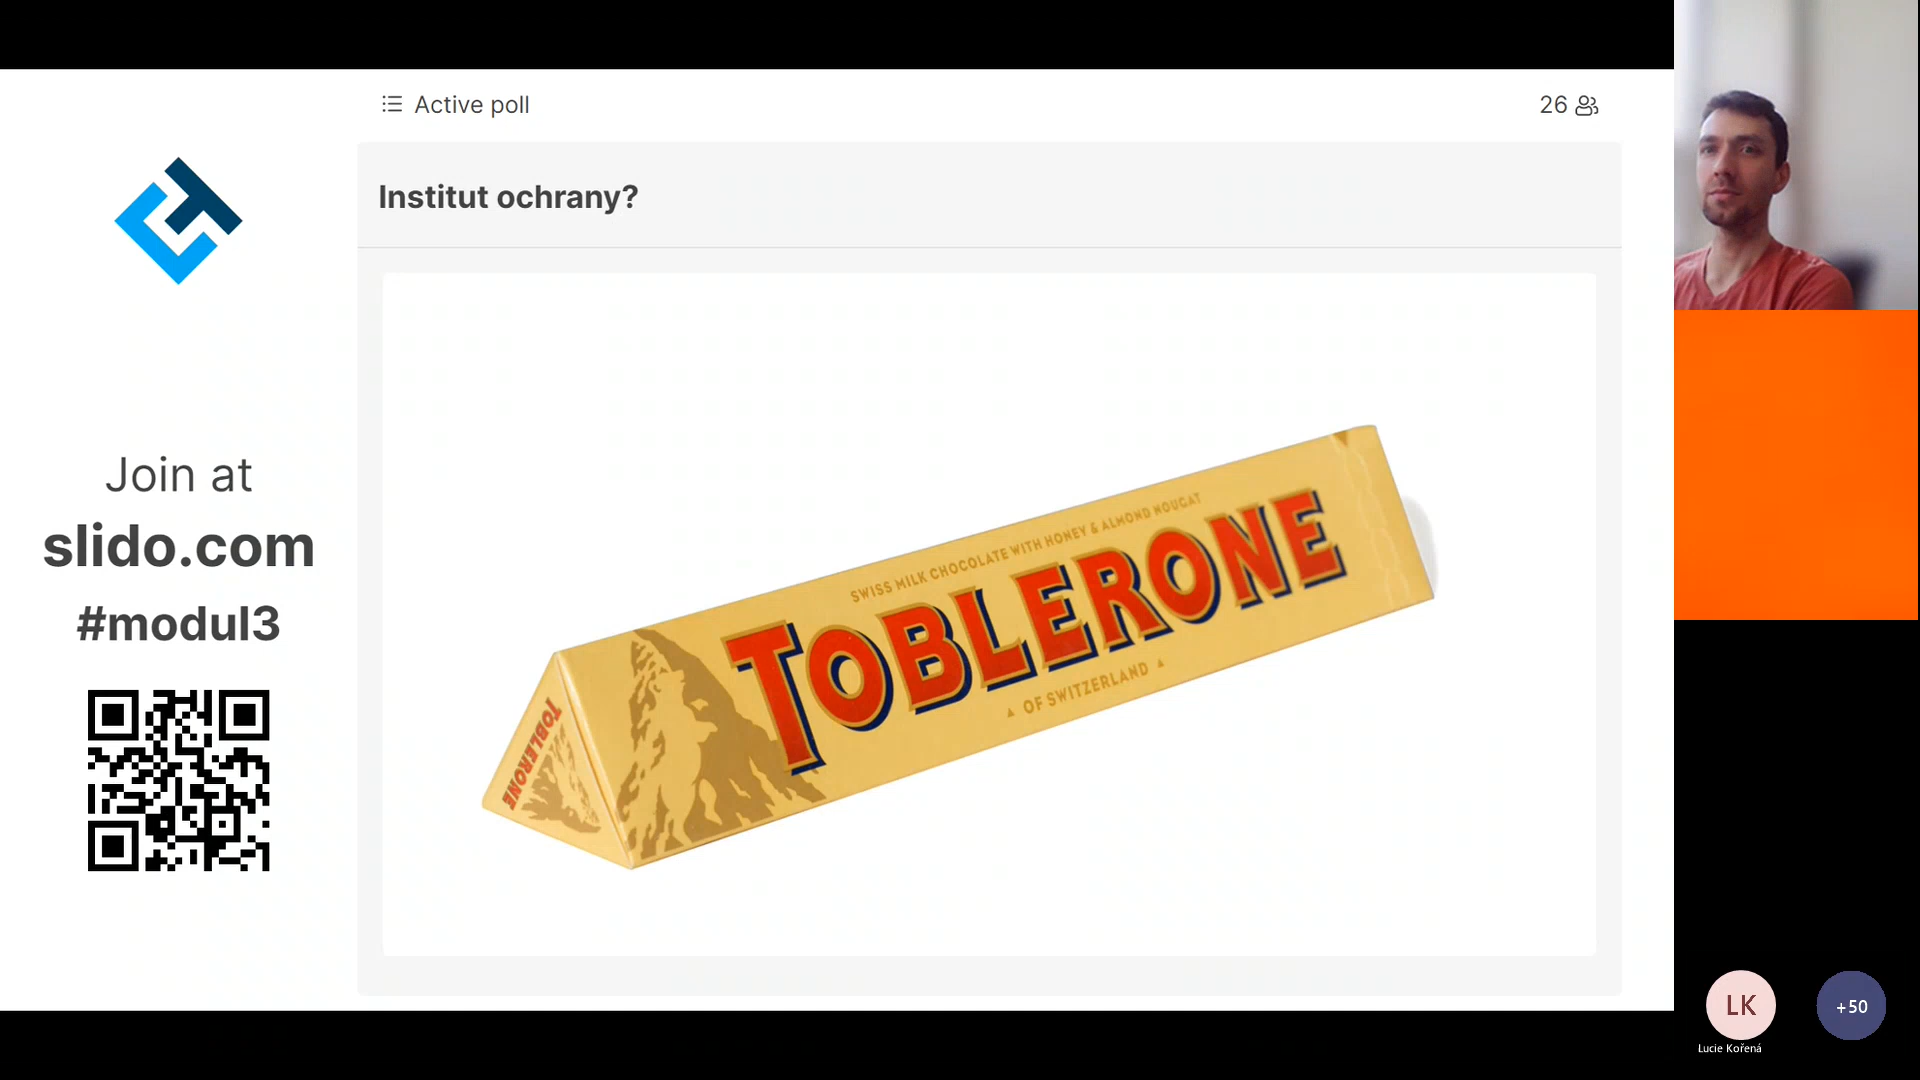 Active poll
26
Institut ochrany?
Join at
slido.com
#modul3
SWISS MILK CHOCOLATE WITH HONEY & ALMOND NOUGAT
TOBLERONE
OF SWITZERLAND
TOBLERONE
LK
+50
Lucie Kořená